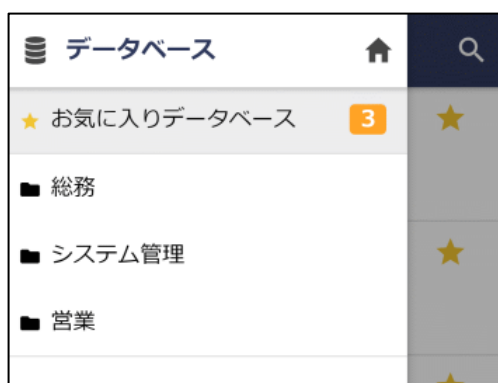 データベース
お気に入りデータベース 3
総務
システム管理
営業